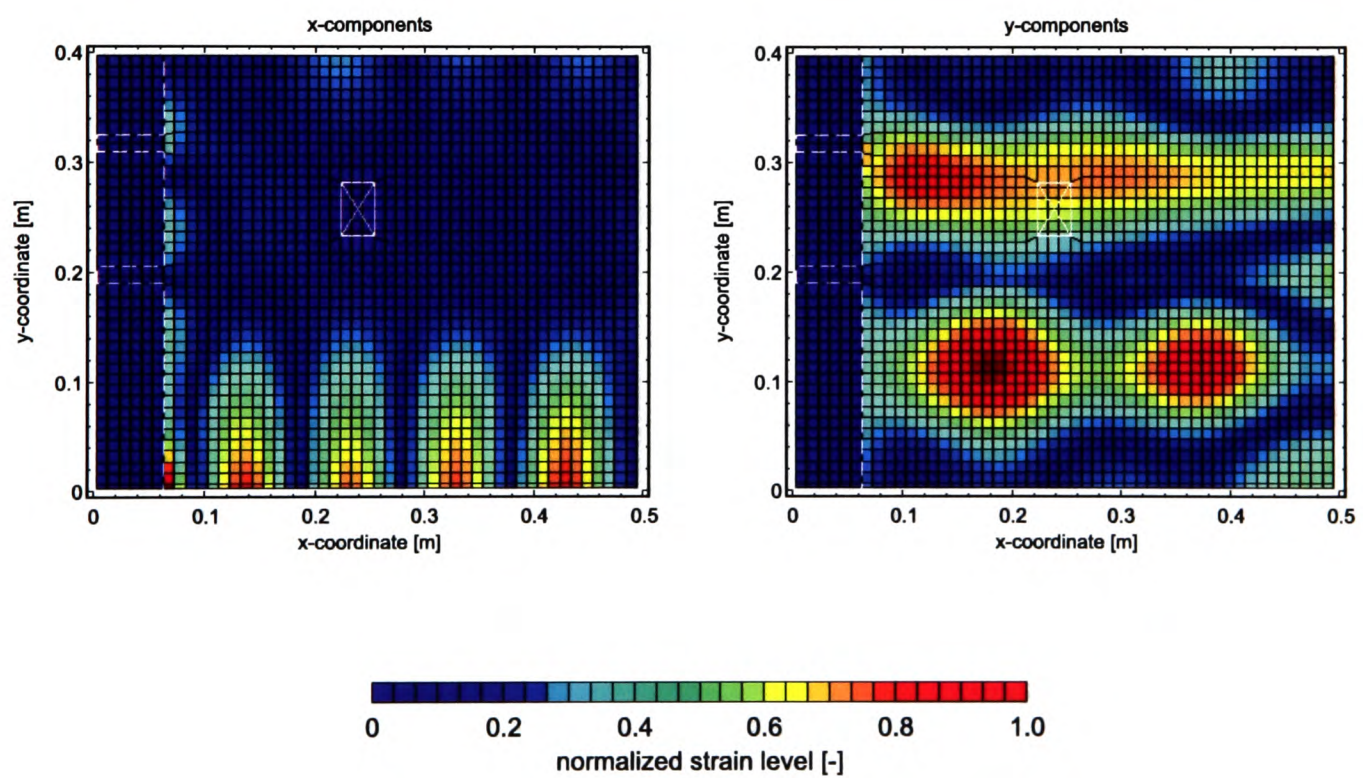 x-components
y-components
0.4
0.3
0.2
0.1
0
y-coordinate [m]
0 0.1 0.2 0.3 0.4 0.5
x-coordinate [m]
0.4
0.3
0.2
0.1
0
y-coordinate [m]
0 0.1 0.2 0.3 0.4 0.5
x-coordinate [m]
0 0.2 0.4 0.6 0.8 1.0
normalized strain level [-]